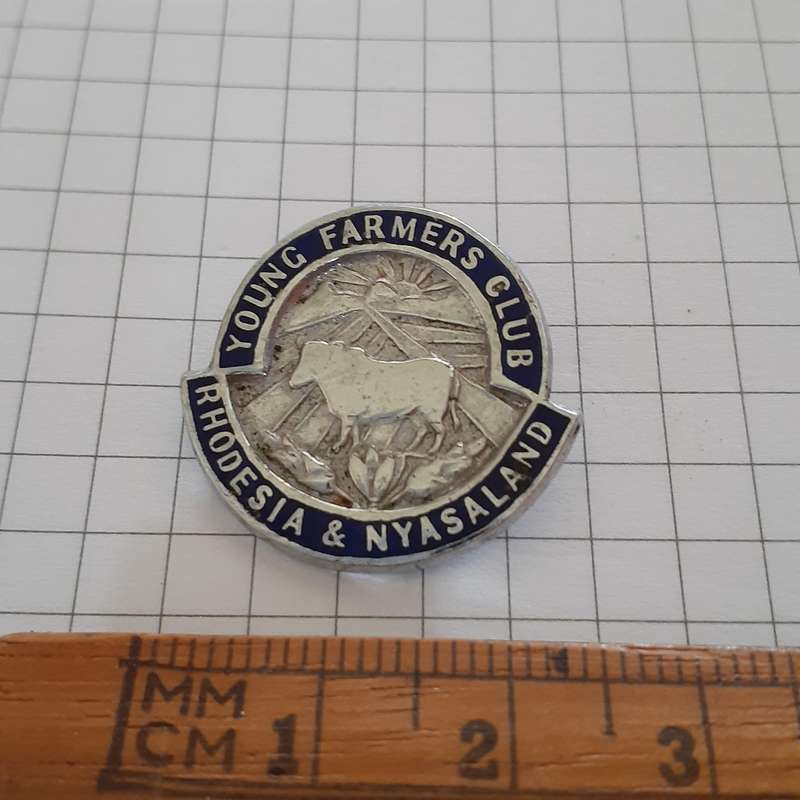 YOUNG FARMERS CLUB
RHODESIA & NYASALAND
MM
CM 1 2 3